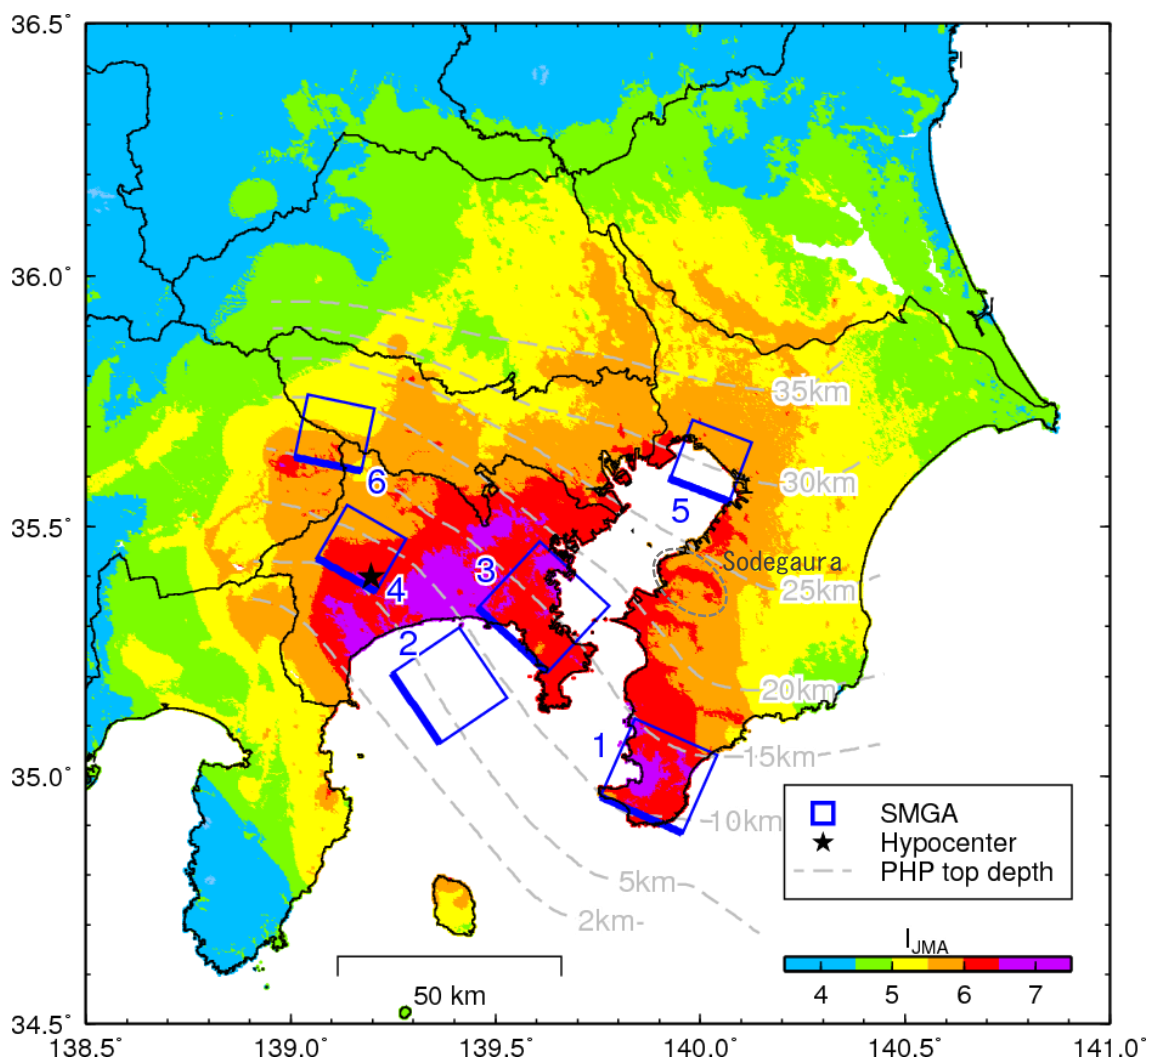 36.5°
36.0°
35.5°
35.0°
34.5°
138.5°
139.0°
139.5°
140.0°
140.5°
141.0°
35km
30km
Sodegaura
25km
20km
15km
10km
5km
2km
6
5
4
3
2
1
SMGA
Hypocenter
PHP top depth
50 km
IJMA
4 5 6 7